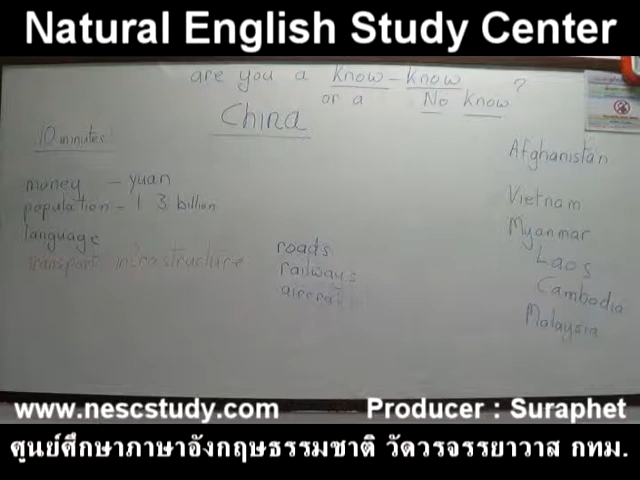 Natural English Study Center
are you a know - know ?
or a No know
China
10 minutes
Afghanistan
money - yuan
population - 1 3 billion
language
transport infrastructure
Vietnam
Myanmar
Laos
Cambodia
Malaysia
roads
railways
aircraft
www.nescstudy.com
Producer : Suraphet
ศูนย์ศึกษาภาษาอังกฤษธรรมชาติ วัดวรจรรยาวาส กทม.